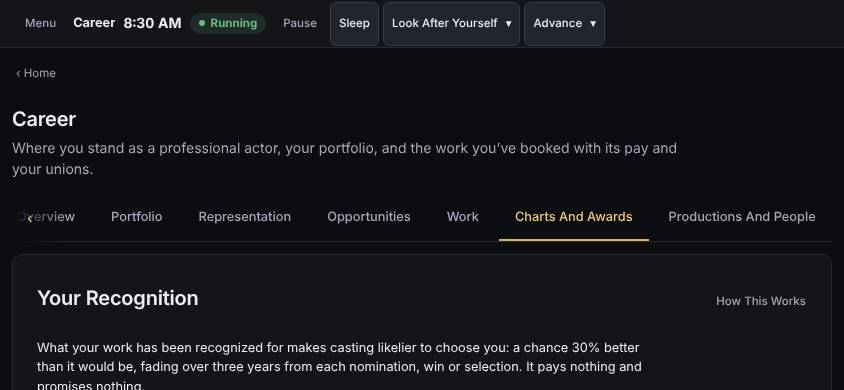 Menu Career 8:30 AM Running Pause Sleep Look After Yourself ▾ Advance ▾
‹ Home
Career
Where you stand as a professional actor, your portfolio, and the work you’ve booked with its pay and
your unions.
Overview Portfolio Representation Opportunities Work Charts And Awards Productions And People
Your Recognition How This Works
What your work has been recognized for makes casting likelier to choose you: a chance 30% better
than it would be, fading over three years from each nomination, win or selection. It pays nothing and
promises nothing.